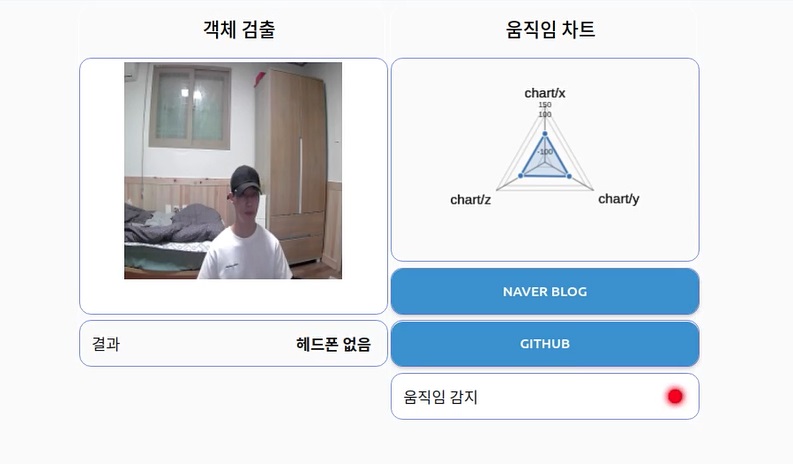 객체 검출
움직임 차트
chart/x
150
100
-100
chart/z
chart/y
NAVER BLOG
결과
헤드폰 없음
GITHUB
움직임 감지